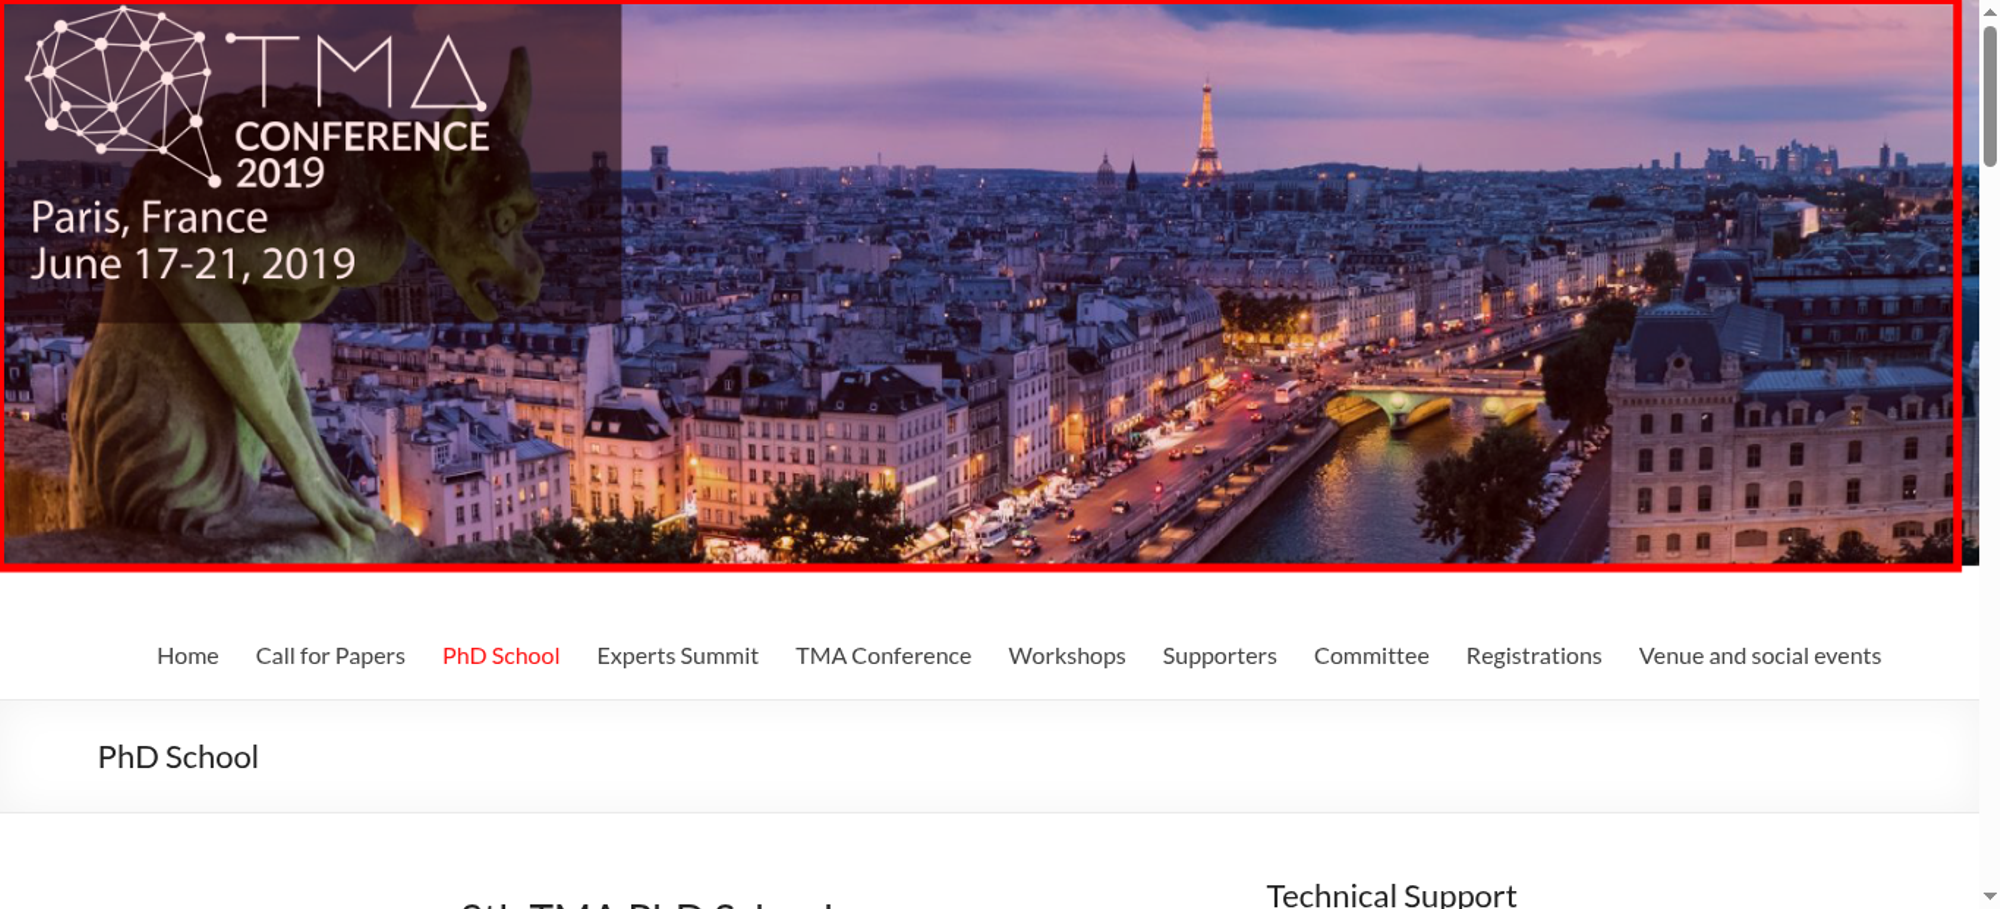 TMA
CONFERENCE
2019
Paris, France
June 17-21, 2019
Home Call for Papers PhD School Experts Summit TMA Conference Workshops Supporters Committee Registrations Venue and social events
PhD School
8th TMA PhD School
Technical Support